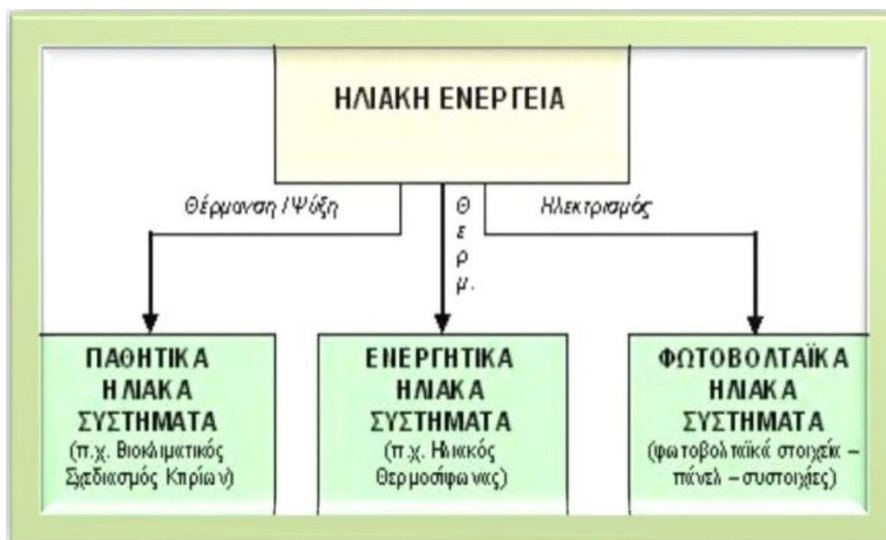 ΗΛΙΑΚΗ ΕΝΕΡΓΕΙΑ
Θέρμανση /Ψύξη
Θ
ε
ρ
μ.
Ηλεκτρισμός
ΠΑΘΗΤΙΚΑ
ΗΛΙΑΚΑ
ΣΥΣΤΗΜΑΤΑ
(π.χ. Βιοκλιματικός
Σχεδιασμός Κτιρίων)
ΕΝΕΡΓΗΤΙΚΑ
ΗΛΙΑΚΑ
ΣΥΣΤΗΜΑΤΑ
(π.χ. Ηλιακός
Θερμοσίφωνας)
ΦΩΤΟΒΟΛΤΑΪΚΑ
ΗΛΙΑΚΑ
ΣΥΣΤΗΜΑΤΑ
(φωτοβολταϊκά στοιχεία –
πάνελ – συστοιχίες)